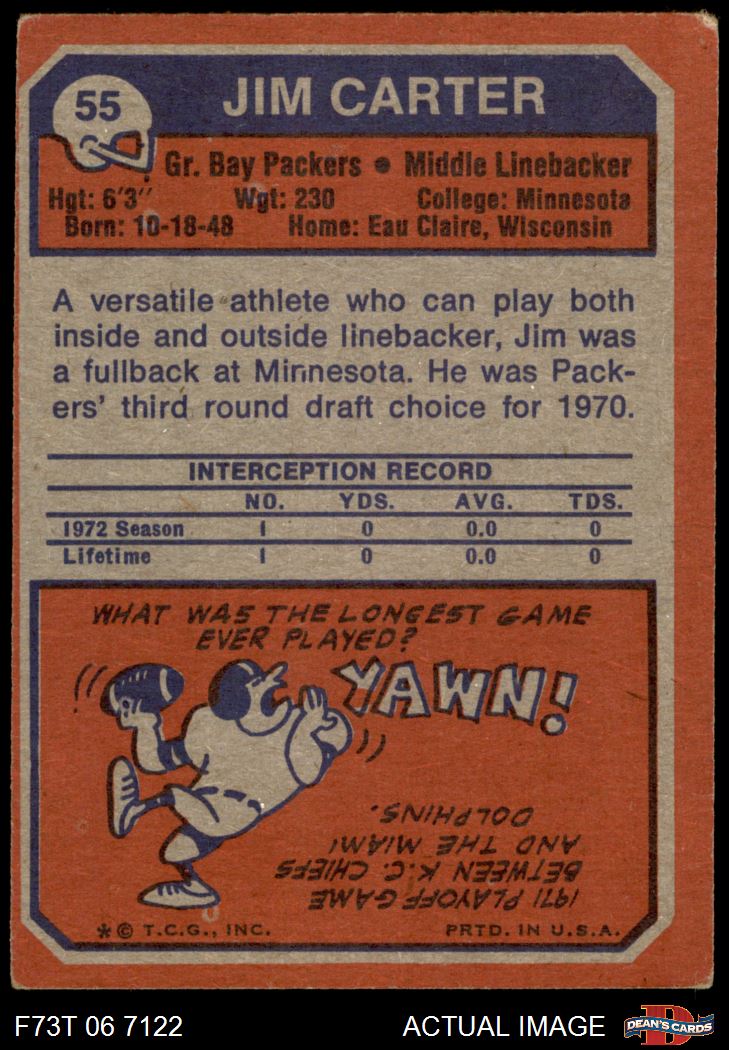 55
JIM CARTER
Gr. Bay Packers • Middle Linebacker
Hgt: 6'3" Wgt: 230 College: Minnesota
Born: 10-18-48 Home: Eau Claire, Wisconsin
A versatile athlete who can play both
inside and outside linebacker, Jim was
a fullback at Minnesota. He was Pack-
ers' third round draft choice for 1970.
INTERCEPTION RECORD
NO. YDS. AVG. TDS.
1972 Season 1 0 0.0 0
Lifetime 1 0 0.0 0
WHAT WAS THE LONGEST GAME
EVER PLAYED?
YAWN!
1971 PLAYOFF GAME
BETWEEN K.C. CHIEFS
AND THE MIAMI
DOLPHINS.
* © T.C.G., INC. PRTD. IN U.S.A.
F73T 06 7122 ACTUAL IMAGE
D
DEAN'S CARDS